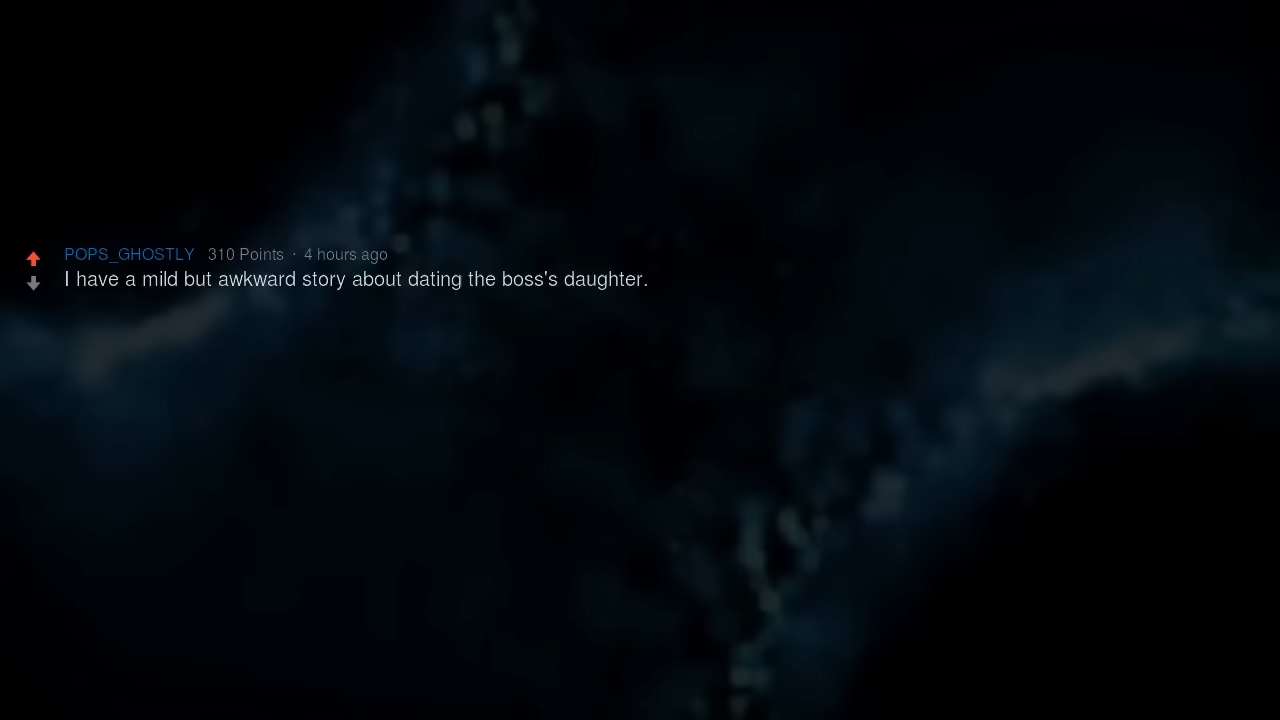 POPS_GHOSTLY 310 Points · 4 hours ago
I have a mild but awkward story about dating the boss's daughter.